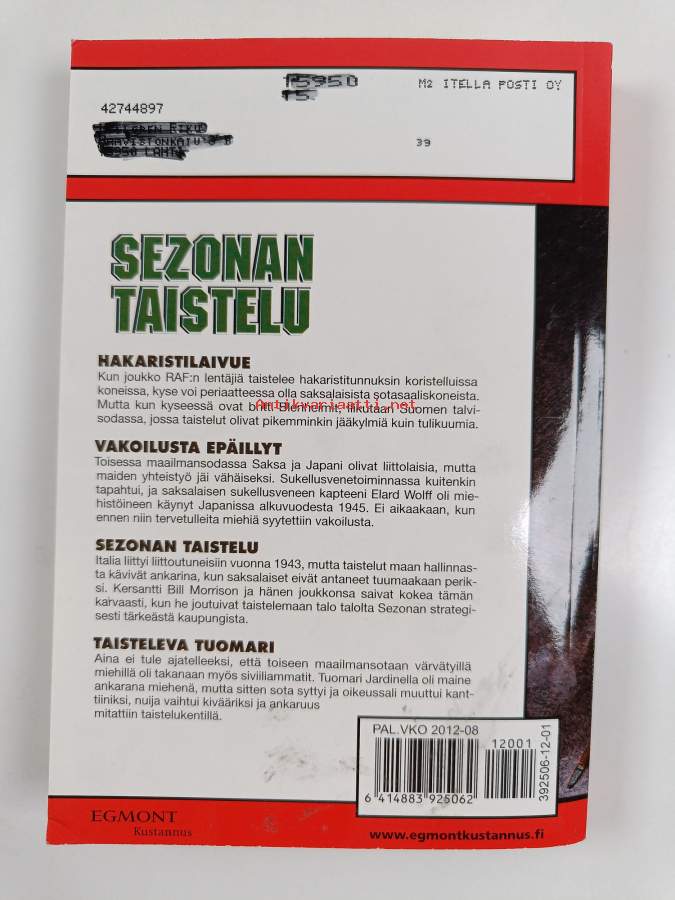 M2 ITELLA POSTI OY
42744897
39
SEZONAN
TAISTELU
HAKARISTILAIVUE
Kun joukko RAF:n lentäjiä taistelee hakaristitunnuksin koristelluissa
koneissa, kyse voi periaatteessa olla saksalaisista sotasaaliskoneista.
Mutta kun kyseessä ovat britti-Blenheimit, liikutaan Suomen talvi-
sodassa, jossa taistelut olivat pikemminkin jääkylmiä kuin tulikuumia.
Antikvariaatti.net
VAKOILUSTA EPÄILLYT
Toisessa maailmansodassa Saksa ja Japani olivat liittolaisia, mutta
maiden yhteistyö jäi vähäiseksi. Sukellusvenetoiminnassa kuitenkin
tapahtui, ja saksalaisen sukellusveneen kapteeni Elard Wolff oli mie-
histöineen käynyt Japanissa alkuvuodesta 1945. Ei aikaakaan, kun
ennen niin tervetulleita miehiä syytettiin vakoilusta.
SEZONAN TAISTELU
Italia liittyi liittoutuneisiin vuonna 1943, mutta taistelut maan hallinnas-
ta kävivät ankarina, kun saksalaiset eivät antaneet tuumaakaan perik-
si. Kersantti Bill Morrison ja hänen joukkonsa saivat kokea tämän
karvaasti, kun he joutuivat taistelemaan talo talolta Sezonan strategi-
sesti tärkeästä kaupungista.
TAISTELEVA TUOMARI
Aina ei tule ajatelleeksi, että toiseen maailmansotaan värvätyillä
miehillä oli takanaan myös siviiliammatit. Tuomari Jardinella oli maine
ankarana miehenä, mutta sitten sota syttyi ja oikeussali muuttui kant-
tiiniksi, nuija vaihtui kivääriksi ja ankaruus
mitattiin taistelukentillä.
PAL.VKO 2012-08
12001
6 414883 925062
392506-12-01
EGMONT
Kustannus
www.egmontkustannus.fi